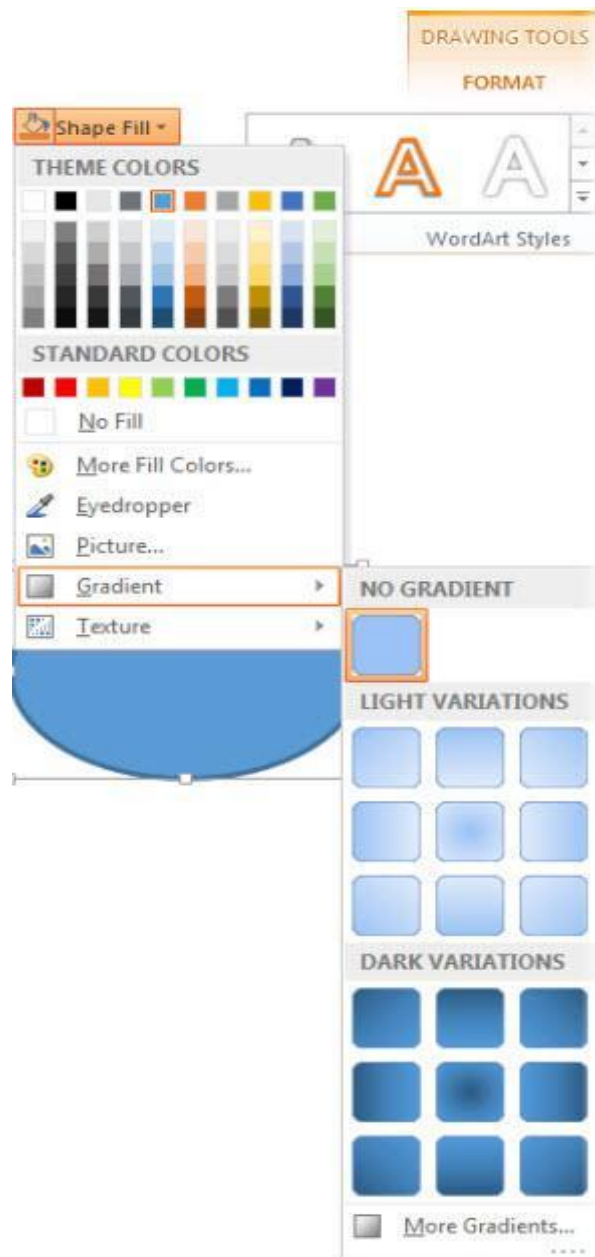 DRAWING TOOLS
FORMAT
Shape Fill
THEME COLORS
A
WordArt Styles
STANDARD COLORS
No Fill
More Fill Colors...
Eyedropper
Picture...
Gradient
Texture
NO GRADIENT
LIGHT VARIATIONS
DARK VARIATIONS
More Gradients...